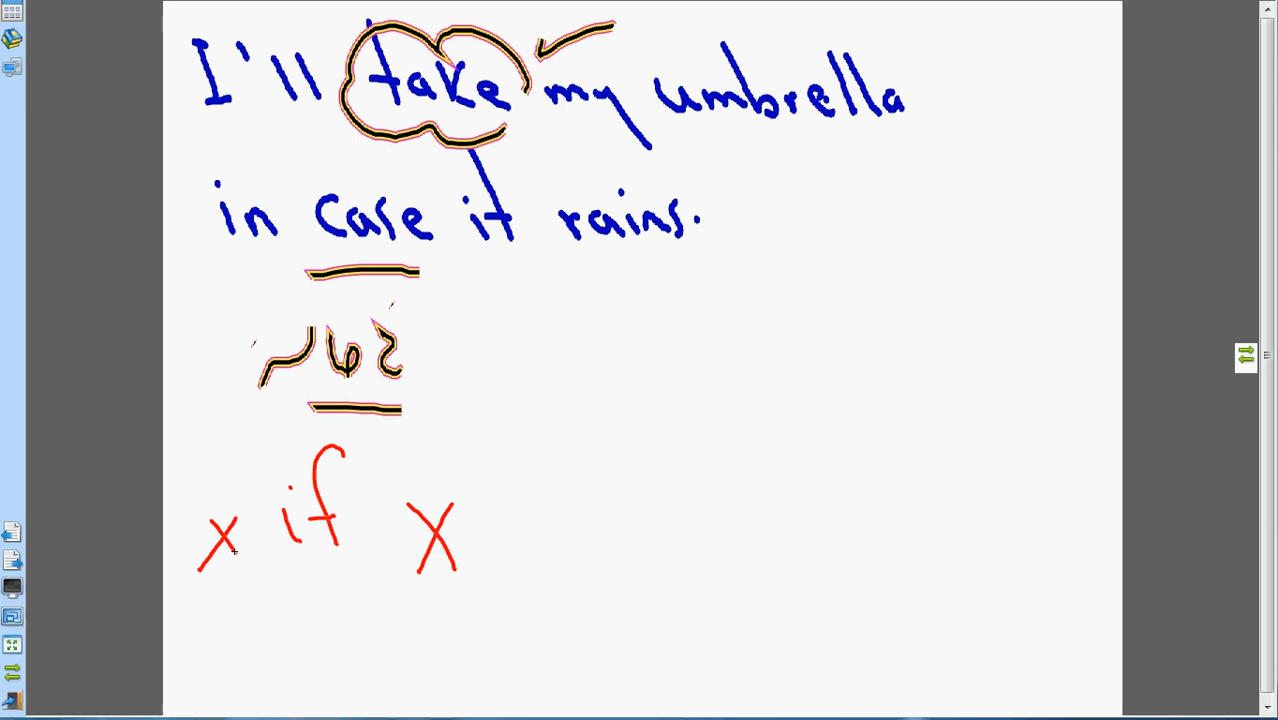 I'll take my umbrella
in case it rains.
x if X